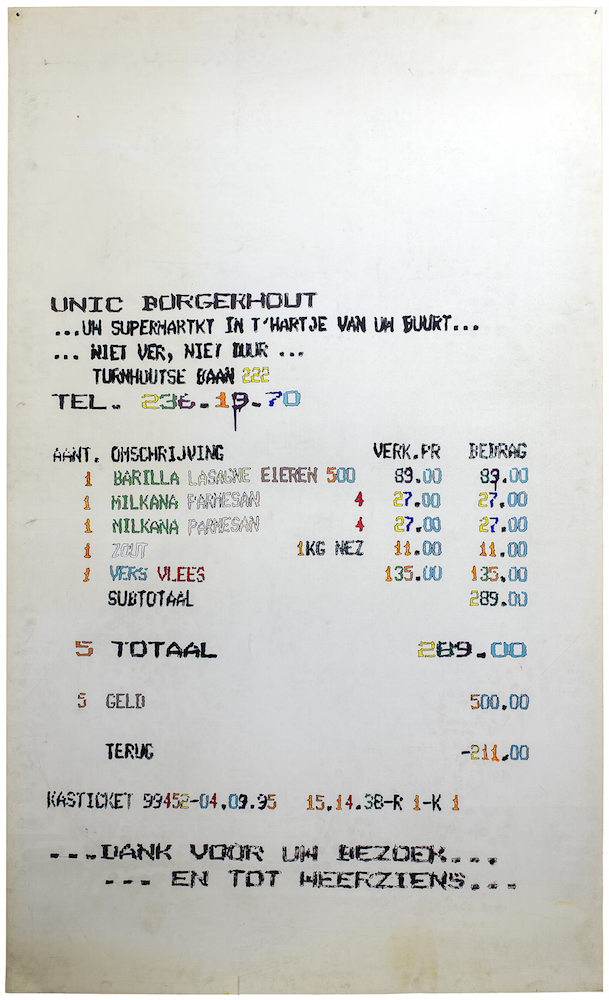 UNIC BORGERHOUT
...UW SUPERMARTKT IN T'HARTJE VAN UW BUURT...
... NIET VER, NIET DUUR ...
TURNHOUTSE BAAN 222
TEL. 236.19.70
AANT. OMSCHRIJVING VERK.PR BEDRAG
1 BARILLA LASAGNE EIEREN 500 89.00 89.00
1 MILKANA PARMESAN 4 27.00 27.00
1 MILKANA PARMESAN 4 27.00 27.00
1 ZOUT 1KG NEZ 11.00 11.00
1 VERS VLEES 135.00 135.00
SUBTOTAAL 289.00
5 TOTAAL 289.00
5 GELD 500.00
TERUG -211.00
KASTICKET 99452-04.09.95 15.14.38-R 1-K 1
...DANK VOOR UW BEZOEK...
... EN TOT WEERZIENS...